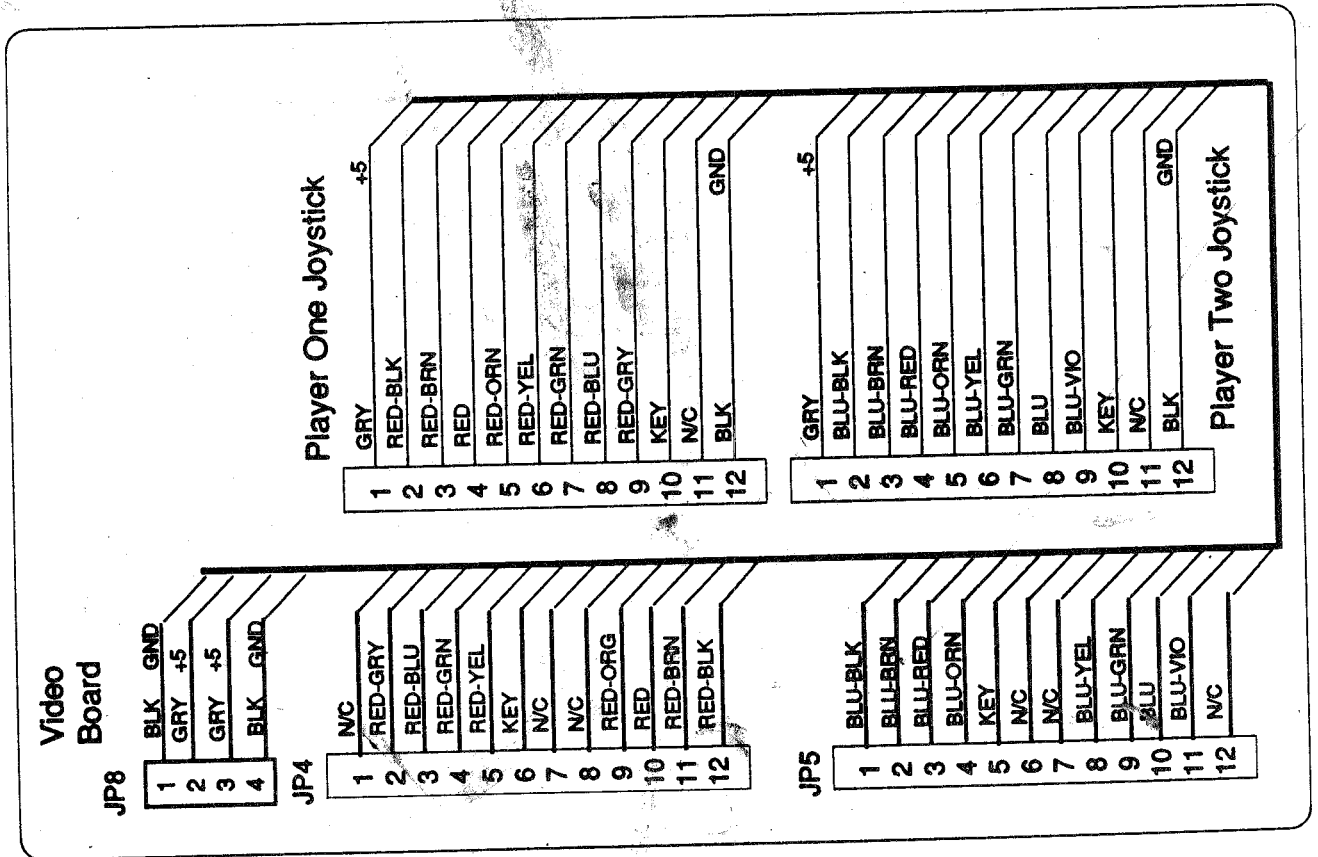 Video
Board
JP8
1 BLK GND
2 GRY +5
3 GRY +5
4 BLK GND
JP4
1 N/C
2 RED-GRY
3 RED-BLU
4 RED-GRN
5 RED-YEL
6 KEY
7 N/C
8 N/C
9 RED-ORG
10 RED
11 RED-BRN
12 RED-BLK
JP5
1 BLU-BLK
2 BLU-BRN
3 BLU-RED
4 BLU-ORN
5 KEY
6 N/C
7 N/C
8 BLU-YEL
9 BLU-GRN
10 BLU
11 BLU-VIO
12 N/C
Player One Joystick
1 GRY +5
2 RED-BLK
3 RED-BRN
4 RED
5 RED-ORN
6 RED-YEL
7 RED-GRN
8 RED-BLU
9 RED-GRY
10 KEY
11 N/C
12 BLK GND
1 GRY +5
2 BLU-BLK
3 BLU-BRN
4 BLU-RED
5 BLU-ORN
6 BLU-YEL
7 BLU-GRN
8 BLU
9 BLU-VIO
10 KEY
11 N/C
12 BLK GND
Player Two Joystick